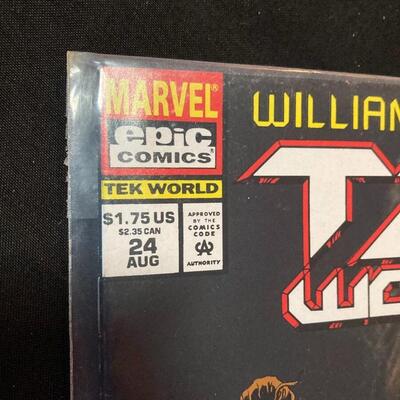 MARVEL®
epic®
COMICS
TEK WORLD
$1.75 US
$2.35 CAN
24
AUG
APPROVED
BY THE
COMICS
CODE
CA
AUTHORITY
WILLIAM